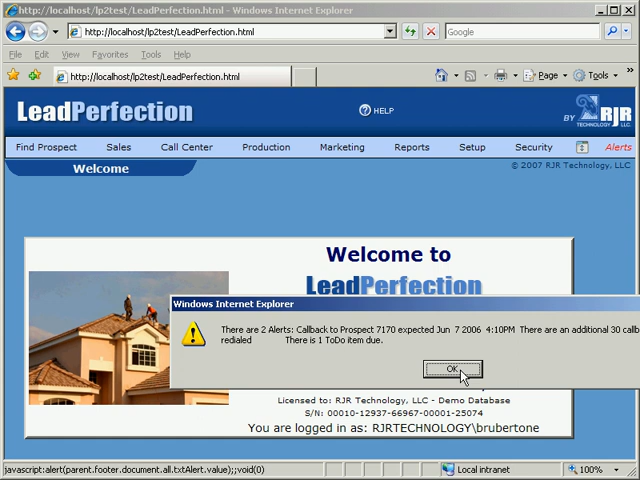 http://localhost/lp2test/LeadPerfection.html - Windows Internet Explorer
http://localhost/lp2test/LeadPerfection.html
Google
File Edit View Favorites Tools Help
http://localhost/lp2test/LeadPerfection.html
Page Tools
LeadPerfection
HELP
BY RJR
TECHNOLOGY LLC
Find Prospect Sales Call Center Production Marketing Reports Setup Security Alerts
Welcome
© 2007 RJR Technology, LLC
Welcome to
LeadPerfection
Windows Internet Explorer
There are 2 Alerts: Callback to Prospect 7170 expected Jun 7 2006 4:10PM There are an additional 30 callb
redialed There is 1 ToDo item due.
OK
Licensed to: RJR Technology, LLC - Demo Database
S/N: 00010-12937-66967-00001-25074
You are logged in as: RJRTECHNOLOGY\brubertone
javascript:alert(parent.footer.document.all.txtAlert.value);;void(0)
Local intranet
100%